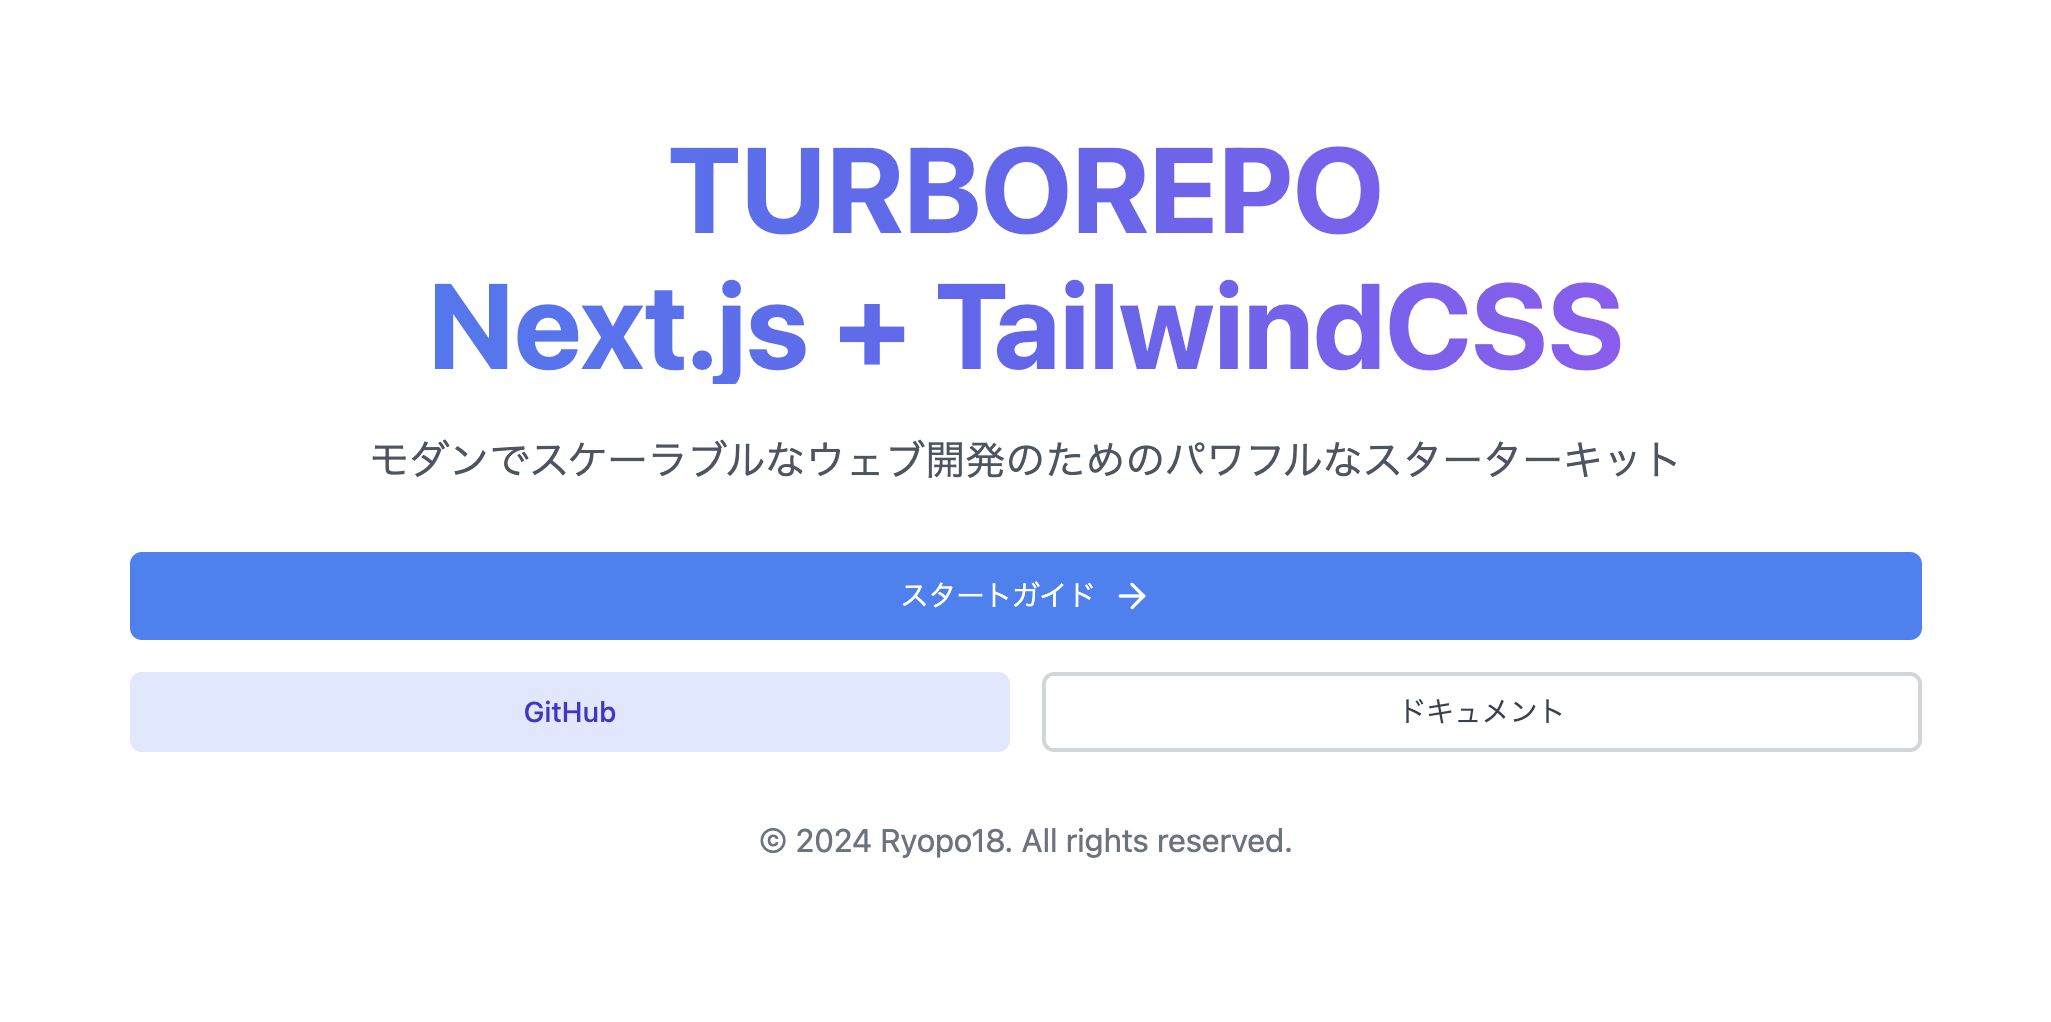 TURBOREPO
Next.js + TailwindCSS
モダンでスケーラブルなウェブ開発のためのパワフルなスターターキット
スタートガイド →
GitHub
ドキュメント
© 2024 Ryopo18. All rights reserved.